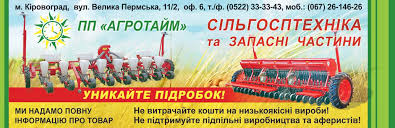 м. Кіровоград, вул. Велика Пермська, 11/2, оф. 6, т./ф. (0522) 33-33-43, моб.: (067) 26-146-26
ПП «АГРОТАЙМ»
СІЛЬГОСПТЕХНІКА
та ЗАПАСНІ ЧАСТИНИ
УНИКАЙТЕ ПІДРОБОК!
МИ НАДАМО ПОВНУ
ІНФОРМАЦІЮ ПРО ТОВАР
Не витрачайте кошти на низькоякісні вироби!
Не підтримуйте підпільні виробництва та аферистів!